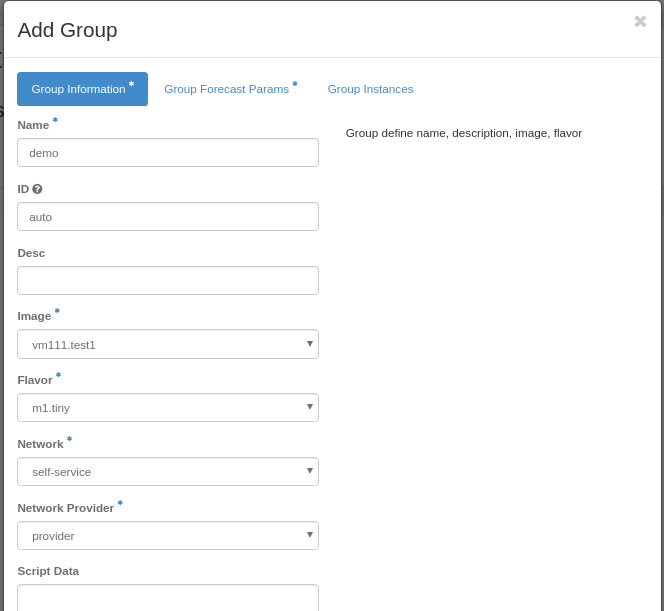 Add Group
Group Information *
Group Forecast Params *
Group Instances
Name *
Group define name, description, image, flavor
demo
ID
auto
Desc
Image *
vm111.test1
Flavor *
m1.tiny
Network *
self-service
Network Provider *
provider
Script Data